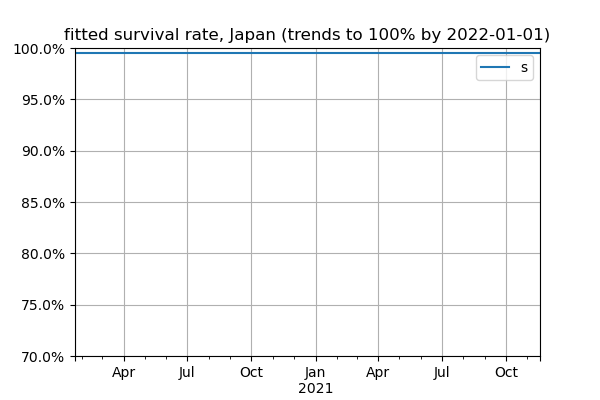 fitted survival rate, Japan (trends to 100% by 2022-01-01)
100.0%
s
95.0%
90.0%
85.0%
80.0%
75.0%
70.0%
Apr Jul Oct Jan Apr Jul Oct
2021